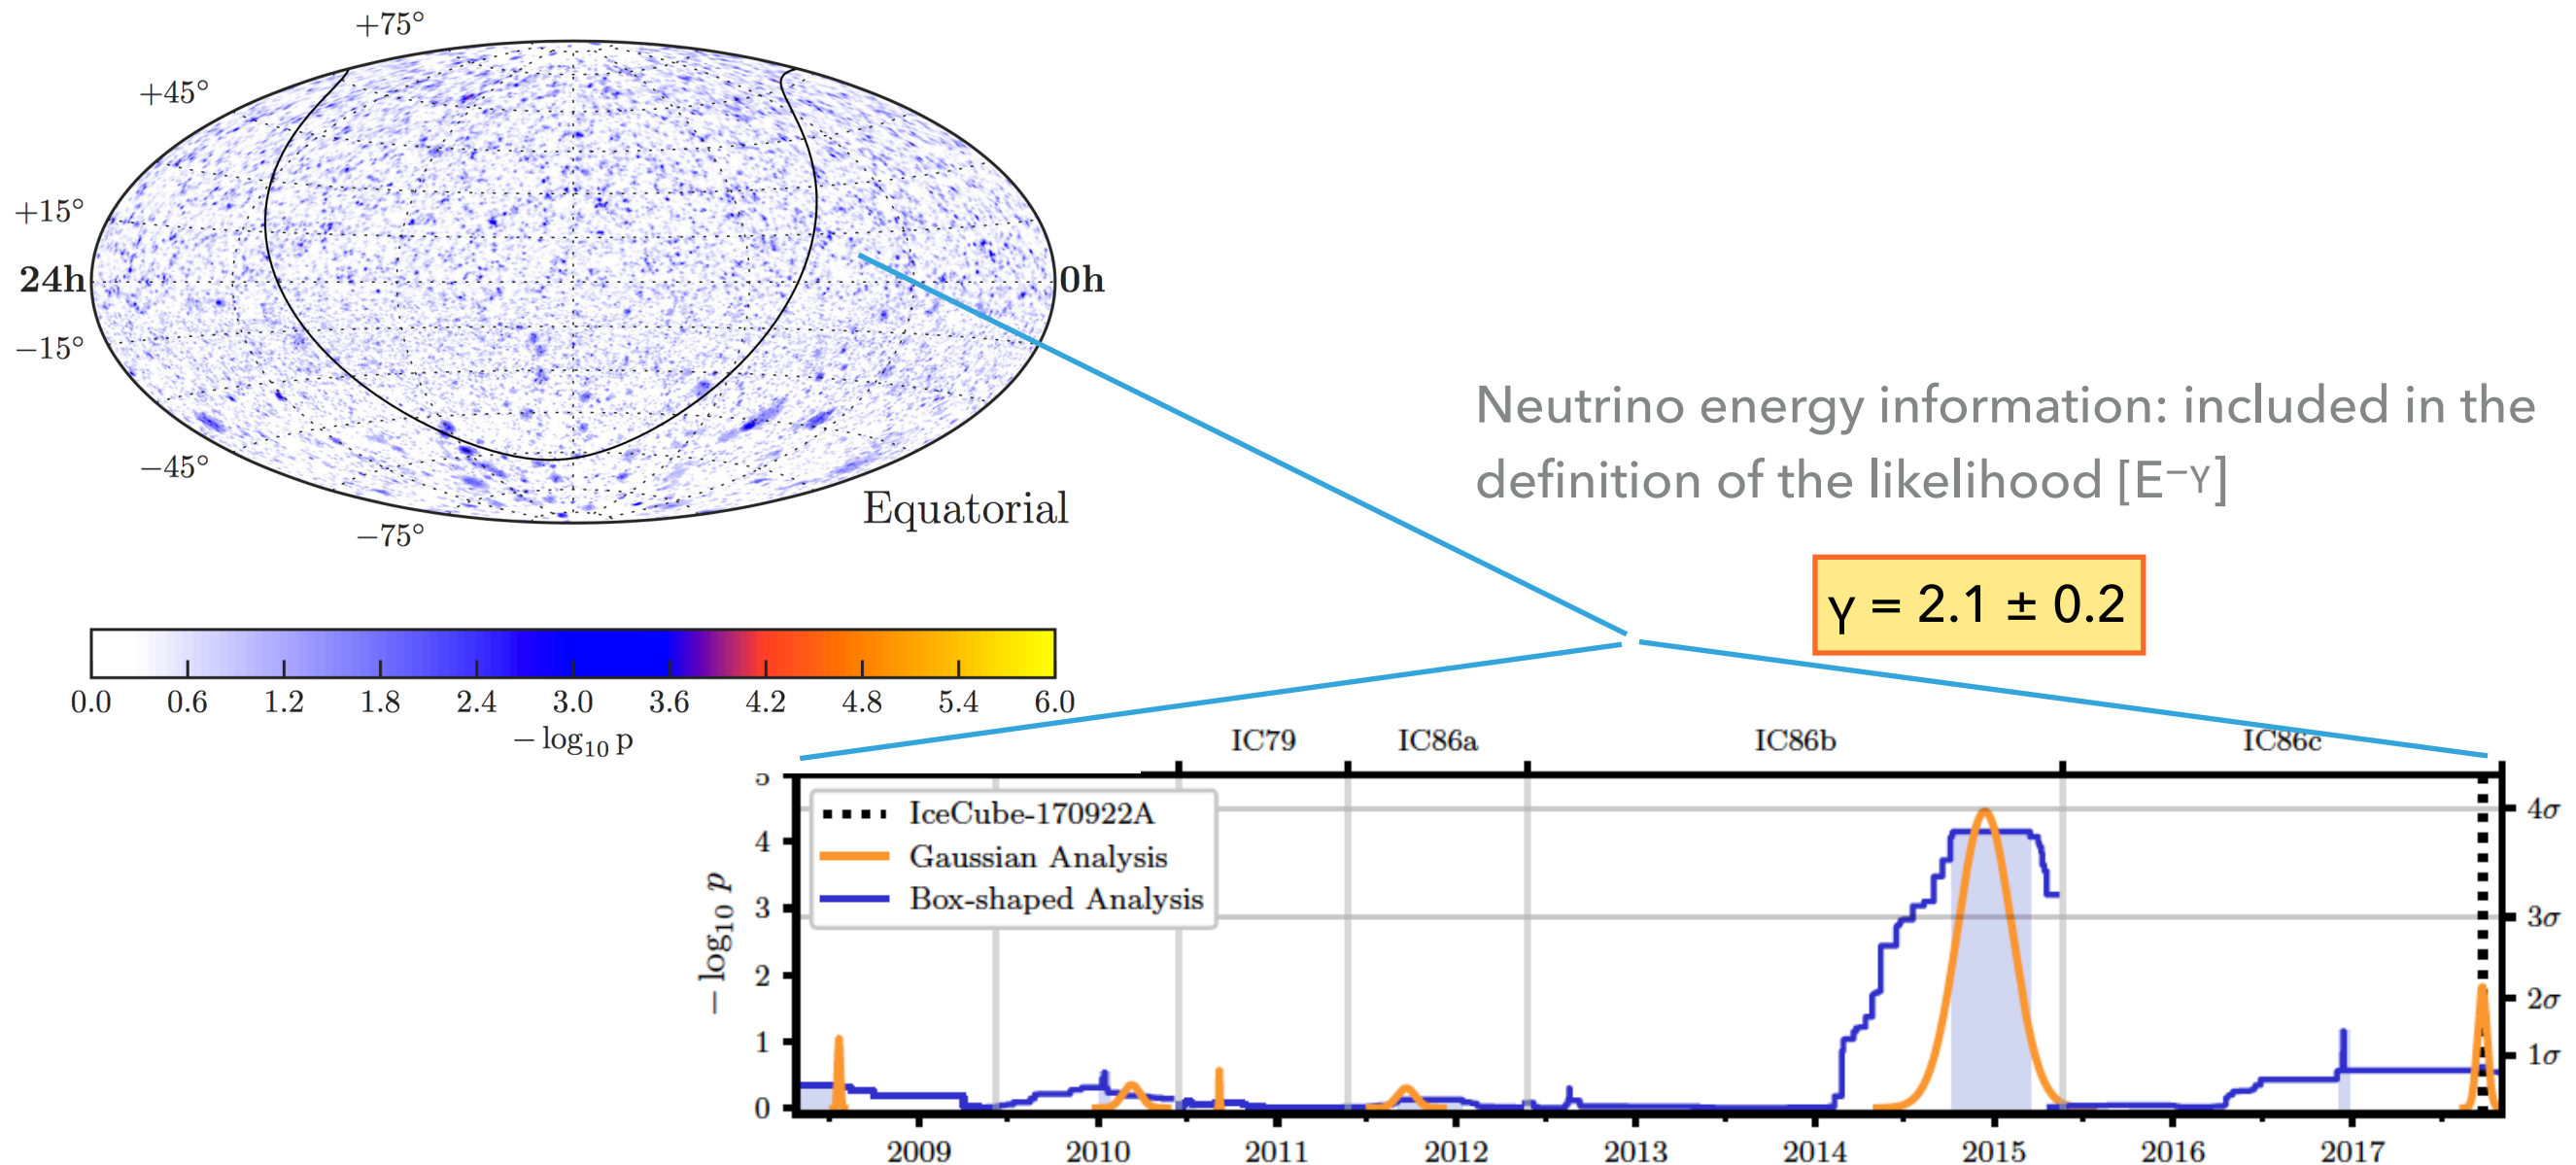 +75°
+45°
+15°
24h
0h
−15°
−45°
Equatorial
−75°
Neutrino energy information: included in the
definition of the likelihood [E−γ]
γ = 2.1 ± 0.2
0.0 0.6 1.2 1.8 2.4 3.0 3.6 4.2 4.8 5.4 6.0
− log10 p
IC79 IC86a IC86b IC86c
5
4
3
2
1
0
− log10 p
IceCube-170922A
Gaussian Analysis
Box-shaped Analysis
4σ
3σ
2σ
1σ
2009 2010 2011 2012 2013 2014 2015 2016 2017